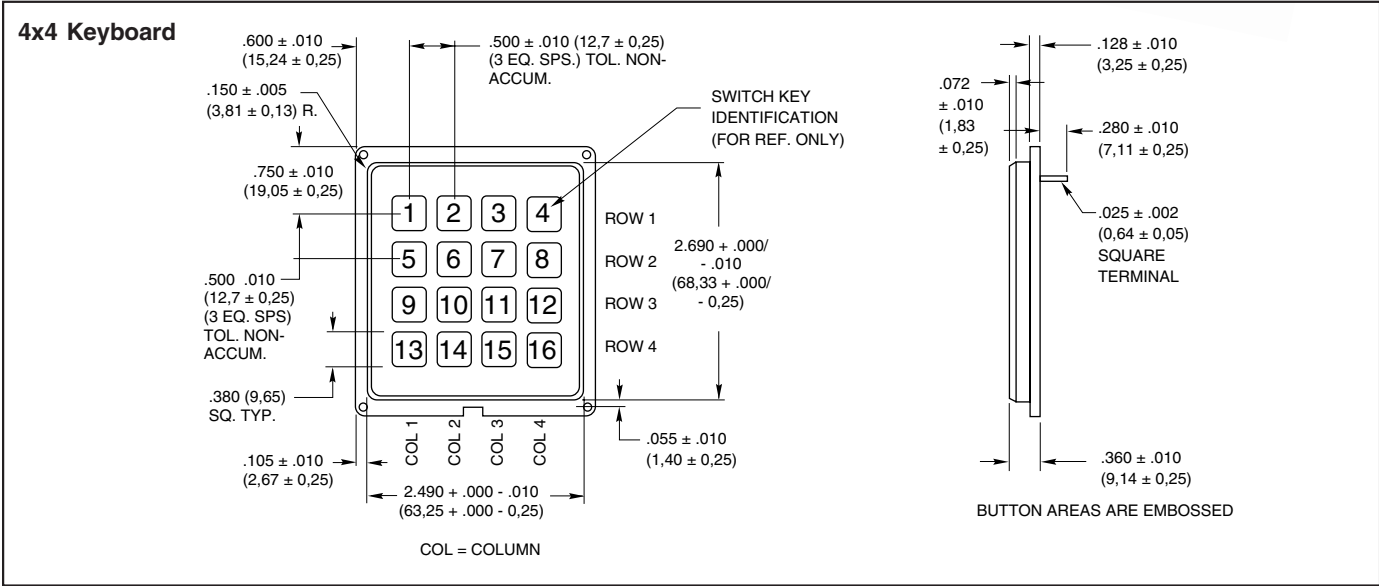 4x4 Keyboard
.600 ± .010
(15,24 ± 0,25)
.500 ± .010 (12,7 ± 0,25)
(3 EQ. SPS.) TOL. NON-
ACCUM.
.150 ± .005
(3,81 ± 0,13) R.
SWITCH KEY
IDENTIFICATION
(FOR REF. ONLY)
.750 ± .010
(19,05 ± 0,25)
1 2 3 4
ROW 1
5 6 7 8
ROW 2
9 10 11 12
ROW 3
13 14 15 16
ROW 4
.500 .010
(12,7 ± 0,25)
(3 EQ. SPS)
TOL. NON-
ACCUM.
2.690 + .000/
- .010
(68,33 + .000/
- 0,25)
.380 (9,65)
SQ. TYP.
COL 1
COL 2
COL 3
COL 4
.055 ± .010
(1,40 ± 0,25)
.105 ± .010
(2,67 ± 0,25)
2.490 + .000 - .010
(63,25 + .000 - 0,25)
COL = COLUMN
.128 ± .010
(3,25 ± 0,25)
.072
± .010
(1,83
± 0,25)
.280 ± .010
(7,11 ± 0,25)
.025 ± .002
(0,64 ± 0,05)
SQUARE
TERMINAL
.360 ± .010
(9,14 ± 0,25)
BUTTON AREAS ARE EMBOSSED